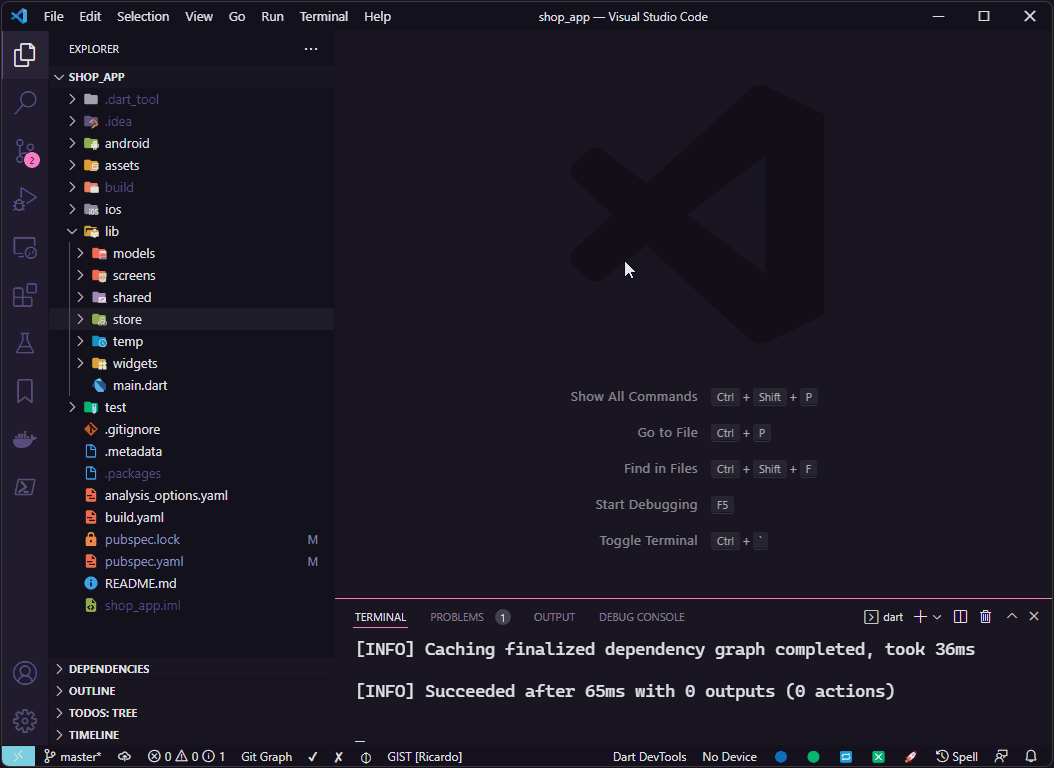 File Edit Selection View Go Run Terminal Help
shop_app — Visual Studio Code
EXPLORER
SHOP_APP
.dart_tool
.idea
android
assets
build
ios
lib
models
screens
shared
store
temp
widgets
main.dart
test
.gitignore
.metadata
.packages
analysis_options.yaml
build.yaml
pubspec.lock M
pubspec.yaml M
README.md
shop_app.iml
DEPENDENCIES
OUTLINE
TODOS: TREE
TIMELINE
2
Show All Commands Ctrl + Shift + P
Go to File Ctrl + P
Find in Files Ctrl + Shift + F
Start Debugging F5
Toggle Terminal Ctrl + `
TERMINAL PROBLEMS 1 OUTPUT DEBUG CONSOLE dart
[INFO] Caching finalized dependency graph completed, took 36ms
[INFO] Succeeded after 65ms with 0 outputs (0 actions)
master* 0 0 1 Git Graph ✓ ✗ GIST [Ricardo] Dart DevTools No Device Spell